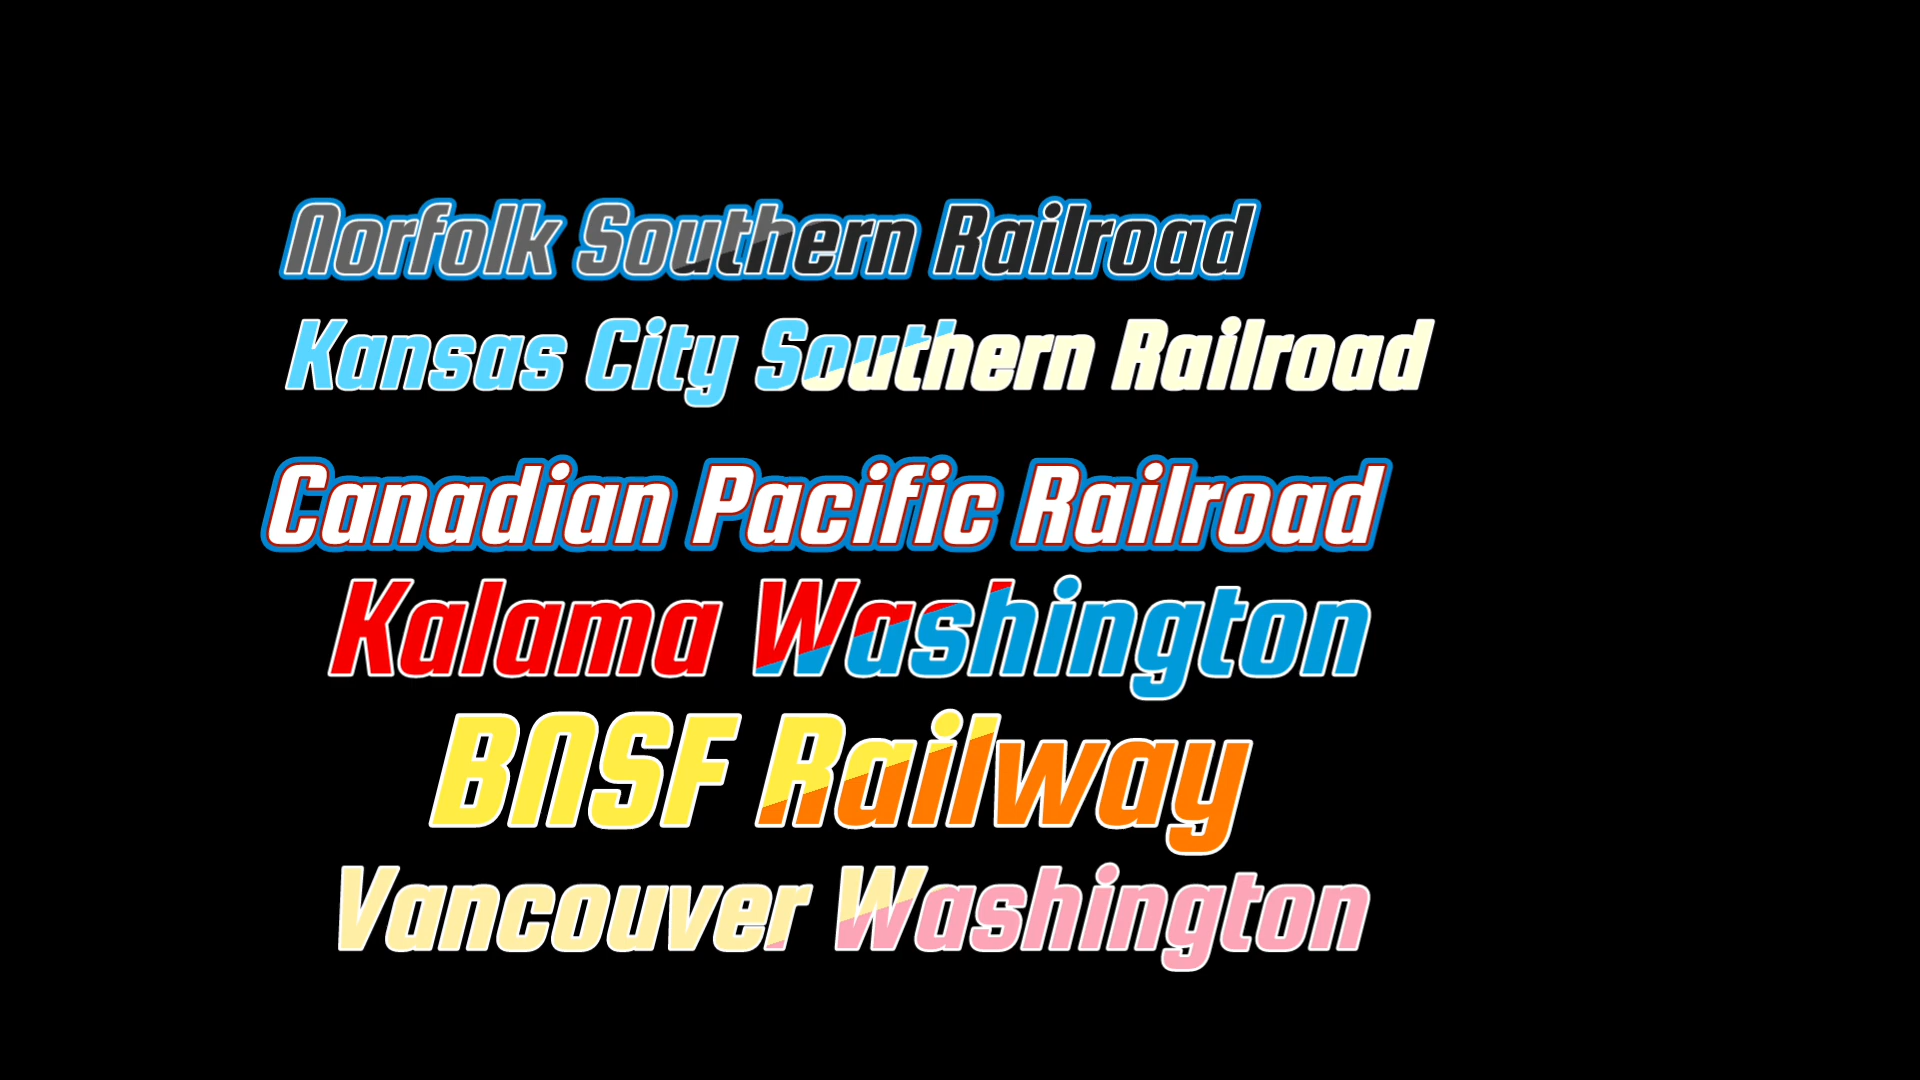 Norfolk Southern Railroad
Kansas City Southern Railroad
Canadian Pacific Railroad
Kalama Washington
BNSF Railway
Vancouver Washington